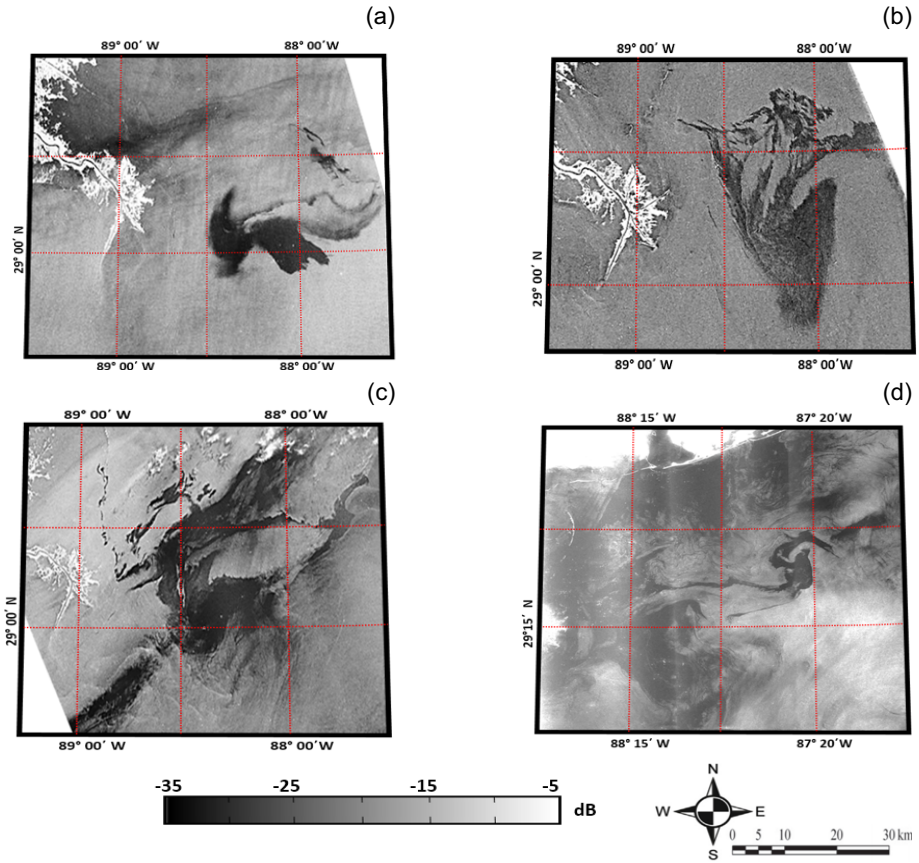 (a)
(b)
89° 00′ W 88° 00′ W
89° 00′ W 88° 00′ W
29° 00′ N
29° 00′ N
89° 00′ W 88° 00′ W
89° 00′ W 88° 00′ W
(c)
(d)
89° 00′ W 88° 00′ W
88° 15′ W 87° 20′W
29° 00′ N
29° 15′ N
89° 00′ W 88° 00′ W
88° 15′ W 87° 20′W
-35 -25 -15 -5
dB
N
W E
S
0 5 10 20 30 km